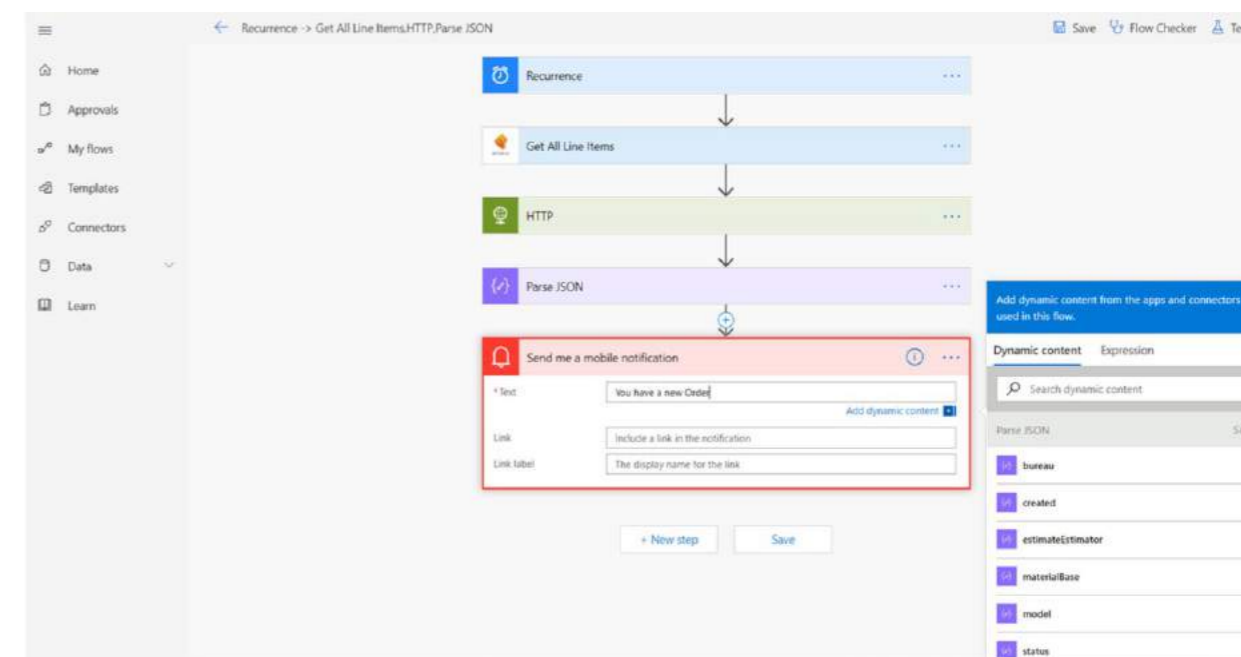 ← Recurrence -> Get All Line Items,HTTP,Parse JSON
Save Flow Checker Te
Home
Approvals
My flows
Templates
Connectors
Data
Learn
Recurrence
Get All Line Items
HTTP
Parse JSON
Send me a mobile notification
* Text You have a new Order
Add dynamic content
Link Include a link in the notification
Link label The display name for the link
+ New step Save
Add dynamic content from the apps and connectors
used in this flow.
Dynamic content Expression
Search dynamic content
Parse JSON
bureau
created
estimateEstimator
materialBase
model
status